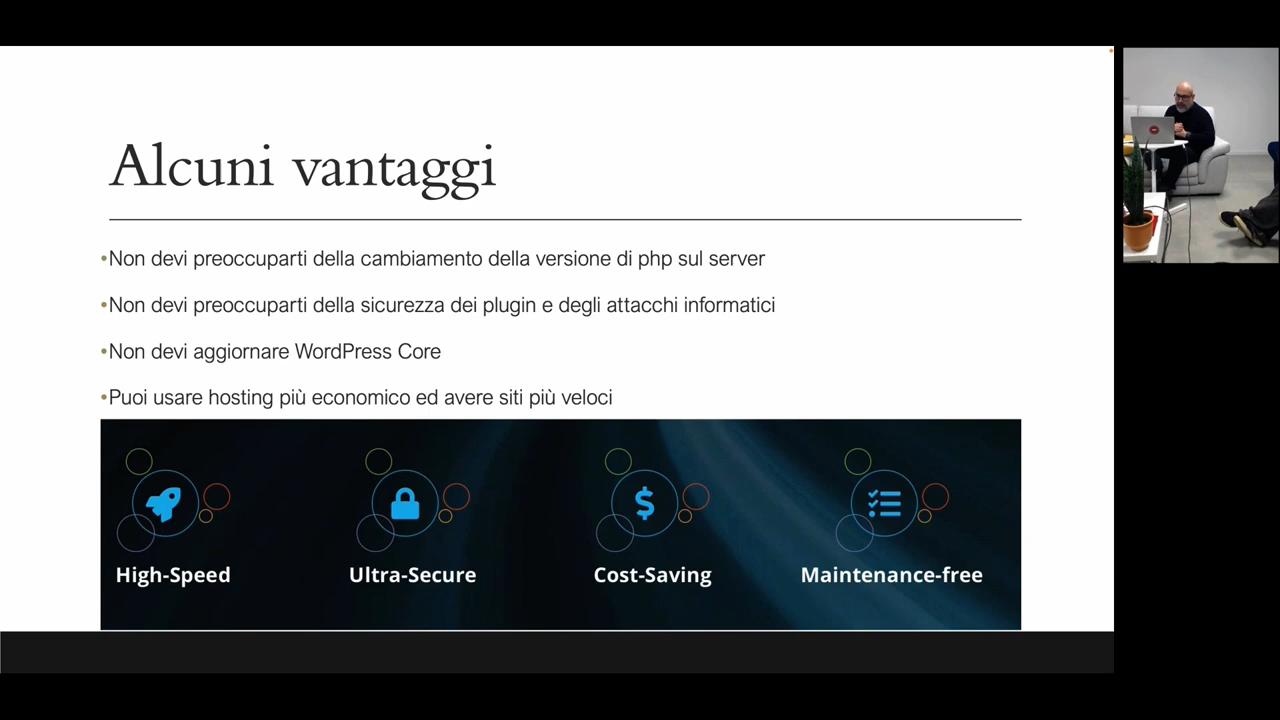 Alcuni vantaggi
•Non devi preoccuparti della cambiamento della versione di php sul server
•Non devi preoccuparti della sicurezza dei plugin e degli attacchi informatici
•Non devi aggiornare WordPress Core
•Puoi usare hosting più economico ed avere siti più veloci
High-Speed
Ultra-Secure
Cost-Saving
Maintenance-free